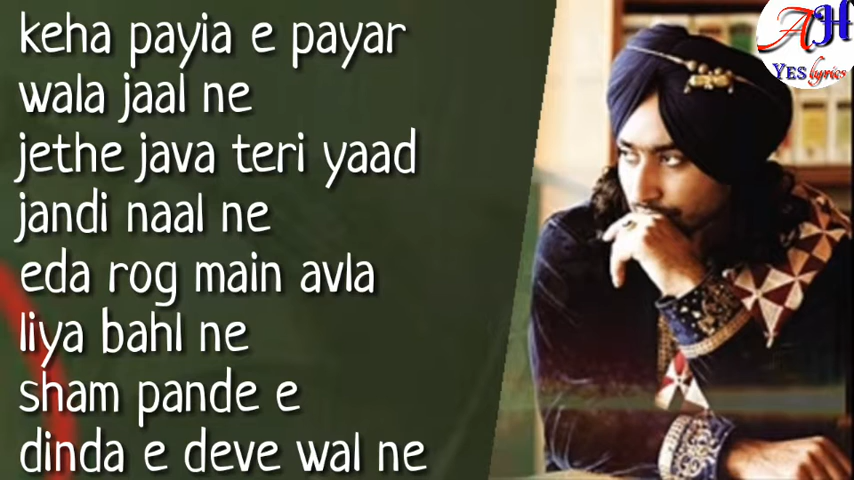 keha payia e payar
wala jaal ne
jethe java teri yaad
jandi naal ne
eda rog main avla
liya bahl ne
sham pande e
dinda e deve wal ne
AH
YES lyrics